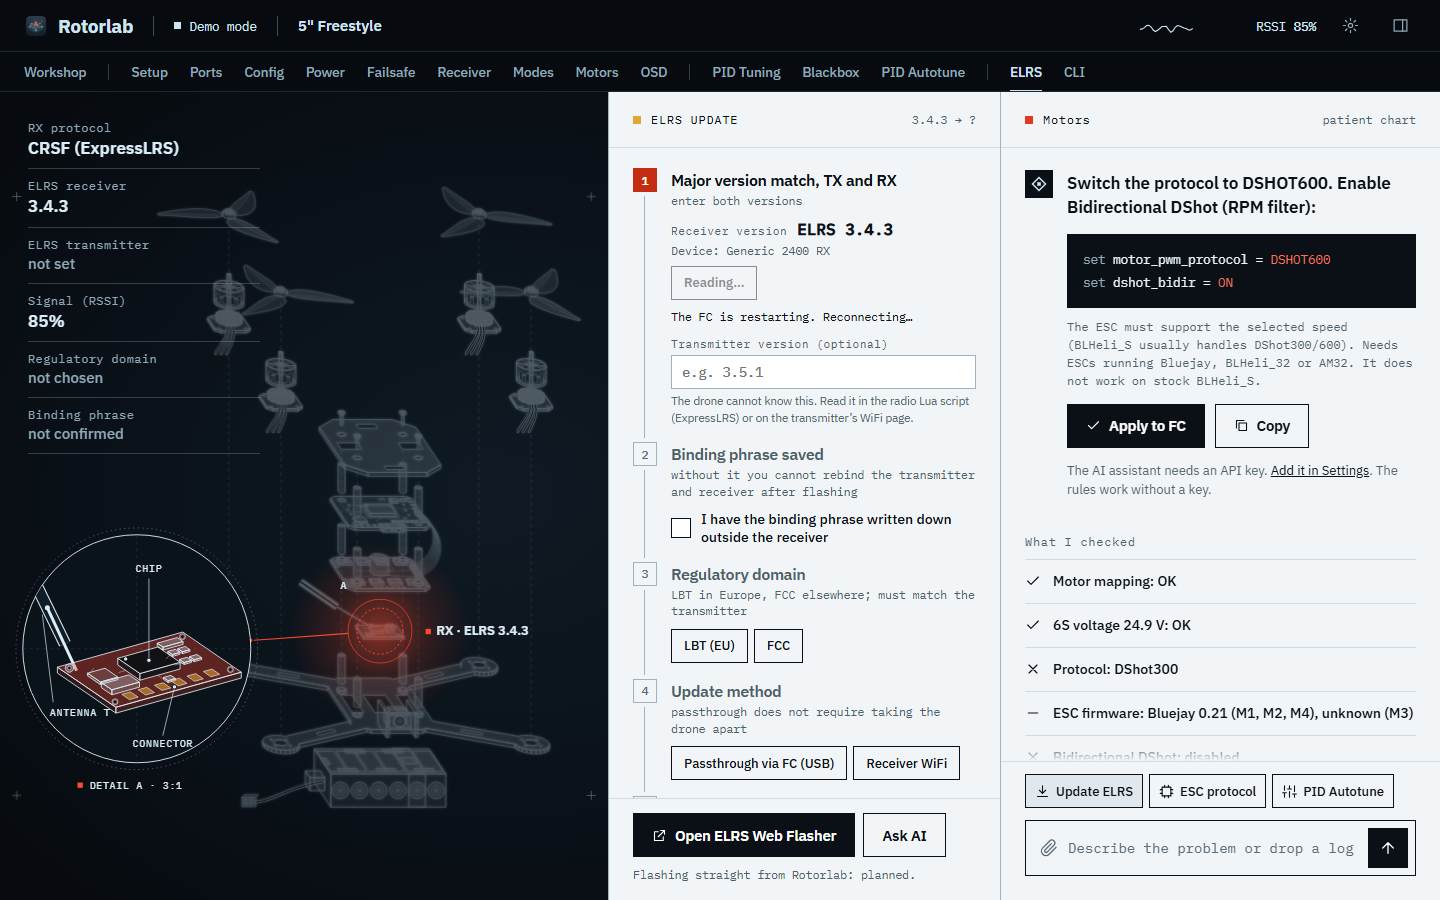 Rotorlab
Demo mode
5" Freestyle
RSSI 85%
Workshop
Setup
Ports
Config
Power
Failsafe
Receiver
Modes
Motors
OSD
PID Tuning
Blackbox
PID Autotune
ELRS
CLI
RX protocol
CRSF (ExpressLRS)
ELRS receiver
3.4.3
ELRS transmitter
not set
Signal (RSSI)
85%
Regulatory domain
not chosen
Binding phrase
not confirmed
A
RX · ELRS 3.4.3
CHIP
ANTENNA T
CONNECTOR
DETAIL A · 3:1
ELRS UPDATE
3.4.3 → ?
1
Major version match, TX and RX
enter both versions
Receiver version ELRS 3.4.3
Device: Generic 2400 RX
Reading…
The FC is restarting. Reconnecting…
Transmitter version (optional)
e.g. 3.5.1
The drone cannot know this. Read it in the radio Lua script
(ExpressLRS) or on the transmitter's WiFi page.
2
Binding phrase saved
without it you cannot rebind the transmitter
and receiver after flashing
I have the binding phrase written down
outside the receiver
3
Regulatory domain
LBT in Europe, FCC elsewhere; must match the
transmitter
LBT (EU)
FCC
4
Update method
passthrough does not require taking the
drone apart
Passthrough via FC (USB)
Receiver WiFi
Open ELRS Web Flasher
Ask AI
Flashing straight from Rotorlab: planned.
Motors
patient chart
Switch the protocol to DSHOT600. Enable
Bidirectional DShot (RPM filter):
set motor_pwm_protocol = DSHOT600
set dshot_bidir = ON
The ESC must support the selected speed
(BLHeli_S usually handles DShot300/600). Needs
ESCs running Bluejay, BLHeli_32 or AM32. It does
not work on stock BLHeli_S.
Apply to FC
Copy
The AI assistant needs an API key. Add it in Settings. The
rules work without a key.
What I checked
Motor mapping: OK
6S voltage 24.9 V: OK
Protocol: DShot300
ESC firmware: Bluejay 0.21 (M1, M2, M4), unknown (M3)
Bidirectional DShot: disabled
Update ELRS
ESC protocol
PID Autotune
Describe the problem or drop a log